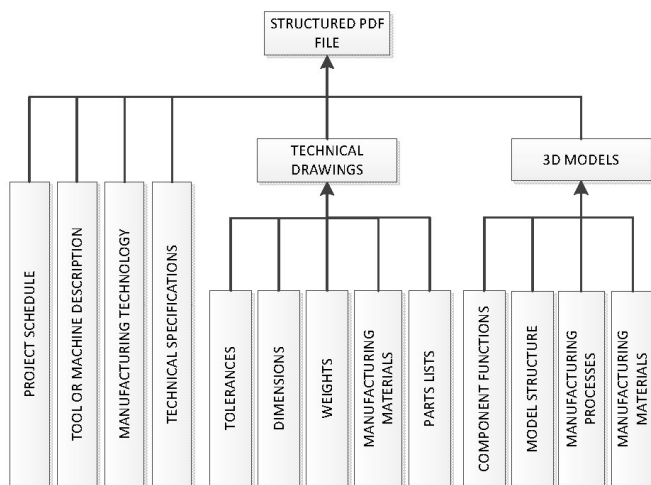 STRUCTURED PDF
FILE
TECHNICAL
DRAWINGS
3D MODELS
PROJECT SCHEDULE
TOOL OR MACHINE DESCRIPTION
MANUFACTURING TECHNOLOGY
TECHNICAL SPECIFICATIONS
TOLERANCES
DIMENSIONS
WEIGHTS
MANUFACTURING
MATERIALS
PARTS LISTS
COMPONENT FUNCTIONS
MODEL STRUCTURE
MANUFACTURING
PROCESSES
MANUFACTURING
MATERIALS